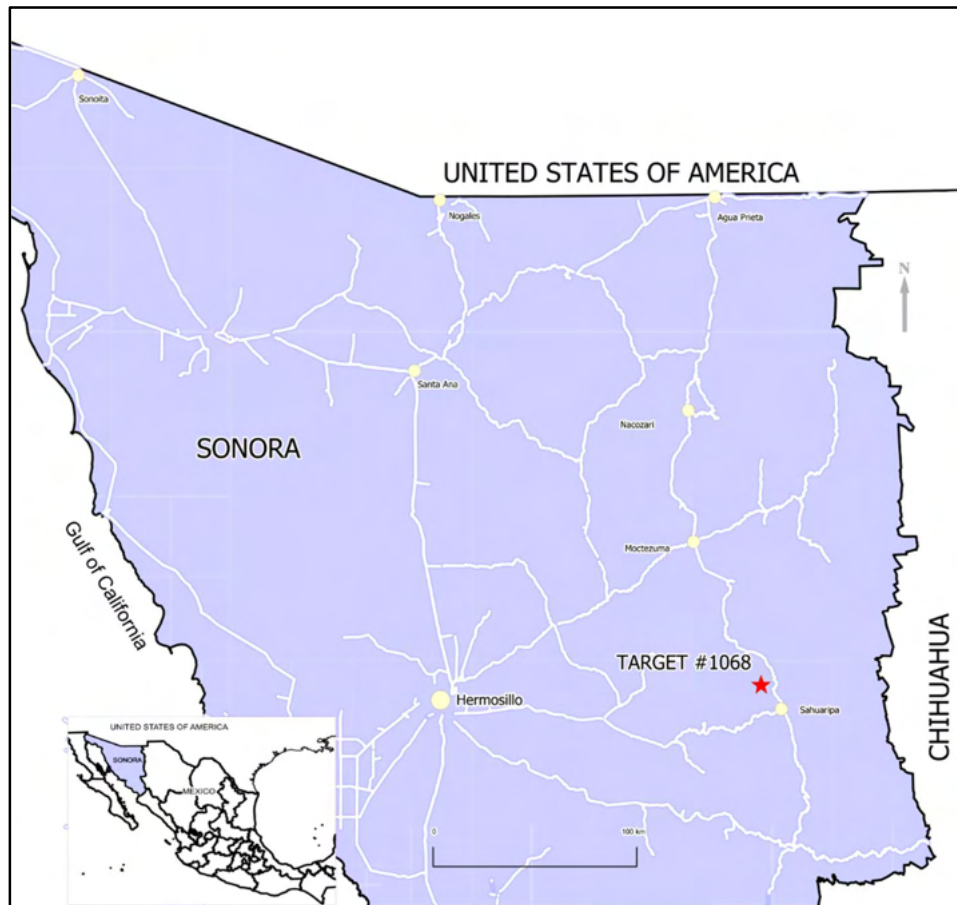 Sonoita
UNITED STATES OF AMERICA
Nogales
Agua Prieta
N
Santa Ana
Nacozari
SONORA
Gulf of California
Moctezuma
CHIHUAHUA
TARGET #1068
Hermosillo
Sahuaripa
UNITED STATES OF AMERICA
SONORA
MEXICO
0
100 km